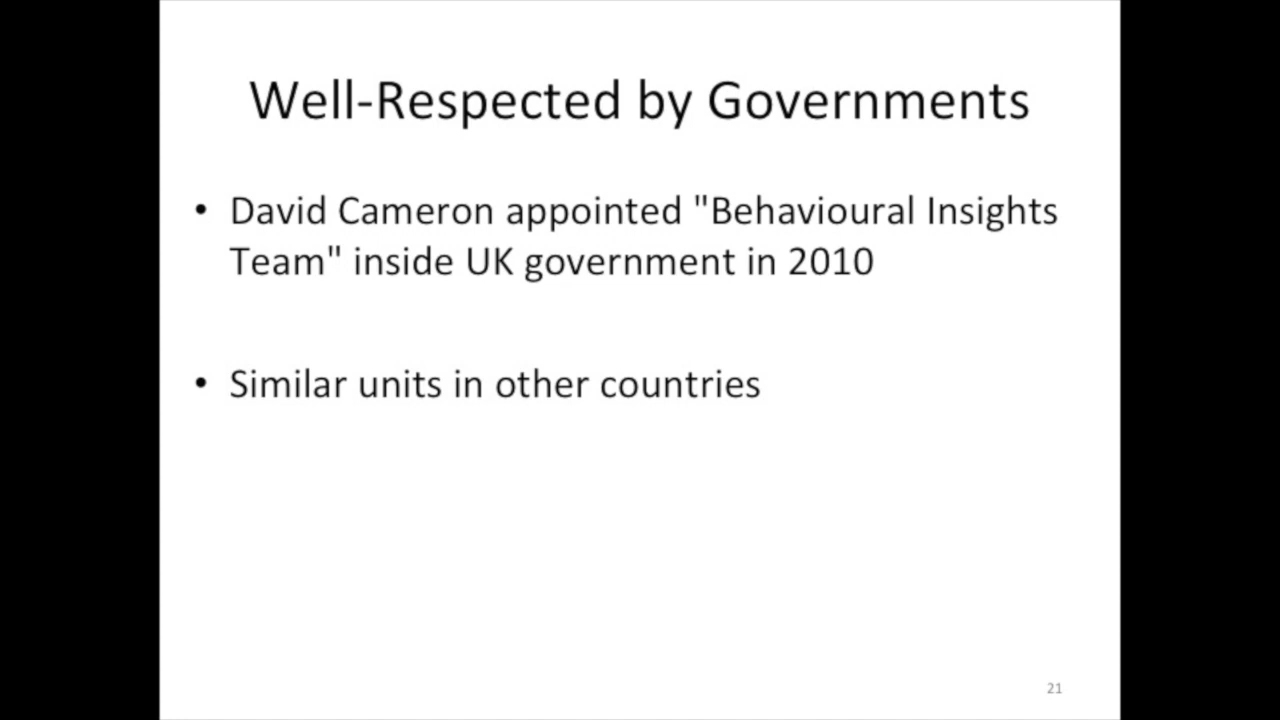 Well-Respected by Governments
• David Cameron appointed "Behavioural Insights
Team" inside UK government in 2010
• Similar units in other countries
21